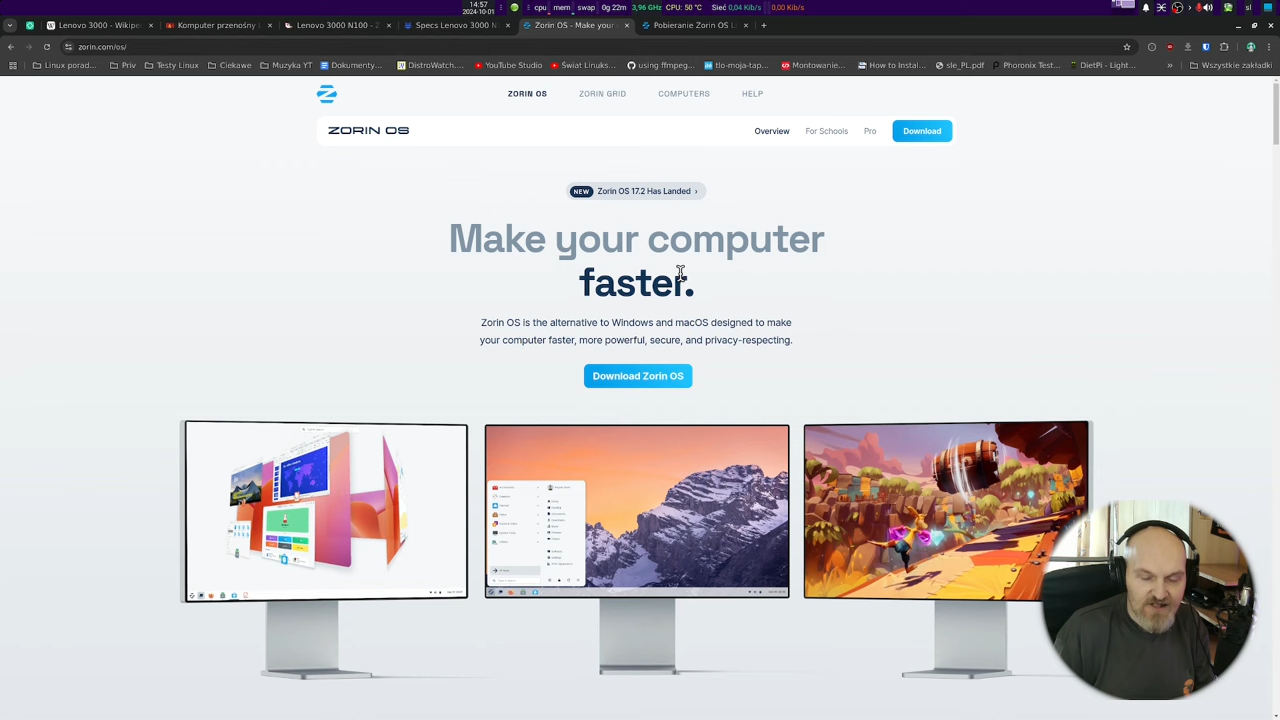 14:57
2024-10-01
cpu
mem
swap
0g 22m
3,96 GHz
CPU: 50 °C
Sieć 0,04 Kib/s
0,00 Kib/s
sl
Lenovo 3000 N100 - Wikipe
Komputer przenośny
Lenovo 3000 N100 -
Specs Lenovo 3000 N
Zorin OS - Make your
Pobieranie Zorin OS L
zorin.com/os/
Linux porad...
Priv
Testy Linux
Ciekawe
Muzyka YT
Dokumenty...
DistroWatch...
YouTube Studio
Świat Linuks...
using ffmpeg...
tlo-moja-tap...
Montowanie...
How to Instal...
sle_PL.pdf
Phoronix Test...
DietPi - Light...
Wszystkie zakładki
ZORIN OS
ZORIN GRID
COMPUTERS
HELP
ZORIN OS
Overview
For Schools
Pro
Download
NEW Zorin OS 17.2 Has Landed ›
Make your computer
faster.
Zorin OS is the alternative to Windows and macOS designed to make
your computer faster, more powerful, secure, and privacy-respecting.
Download Zorin OS